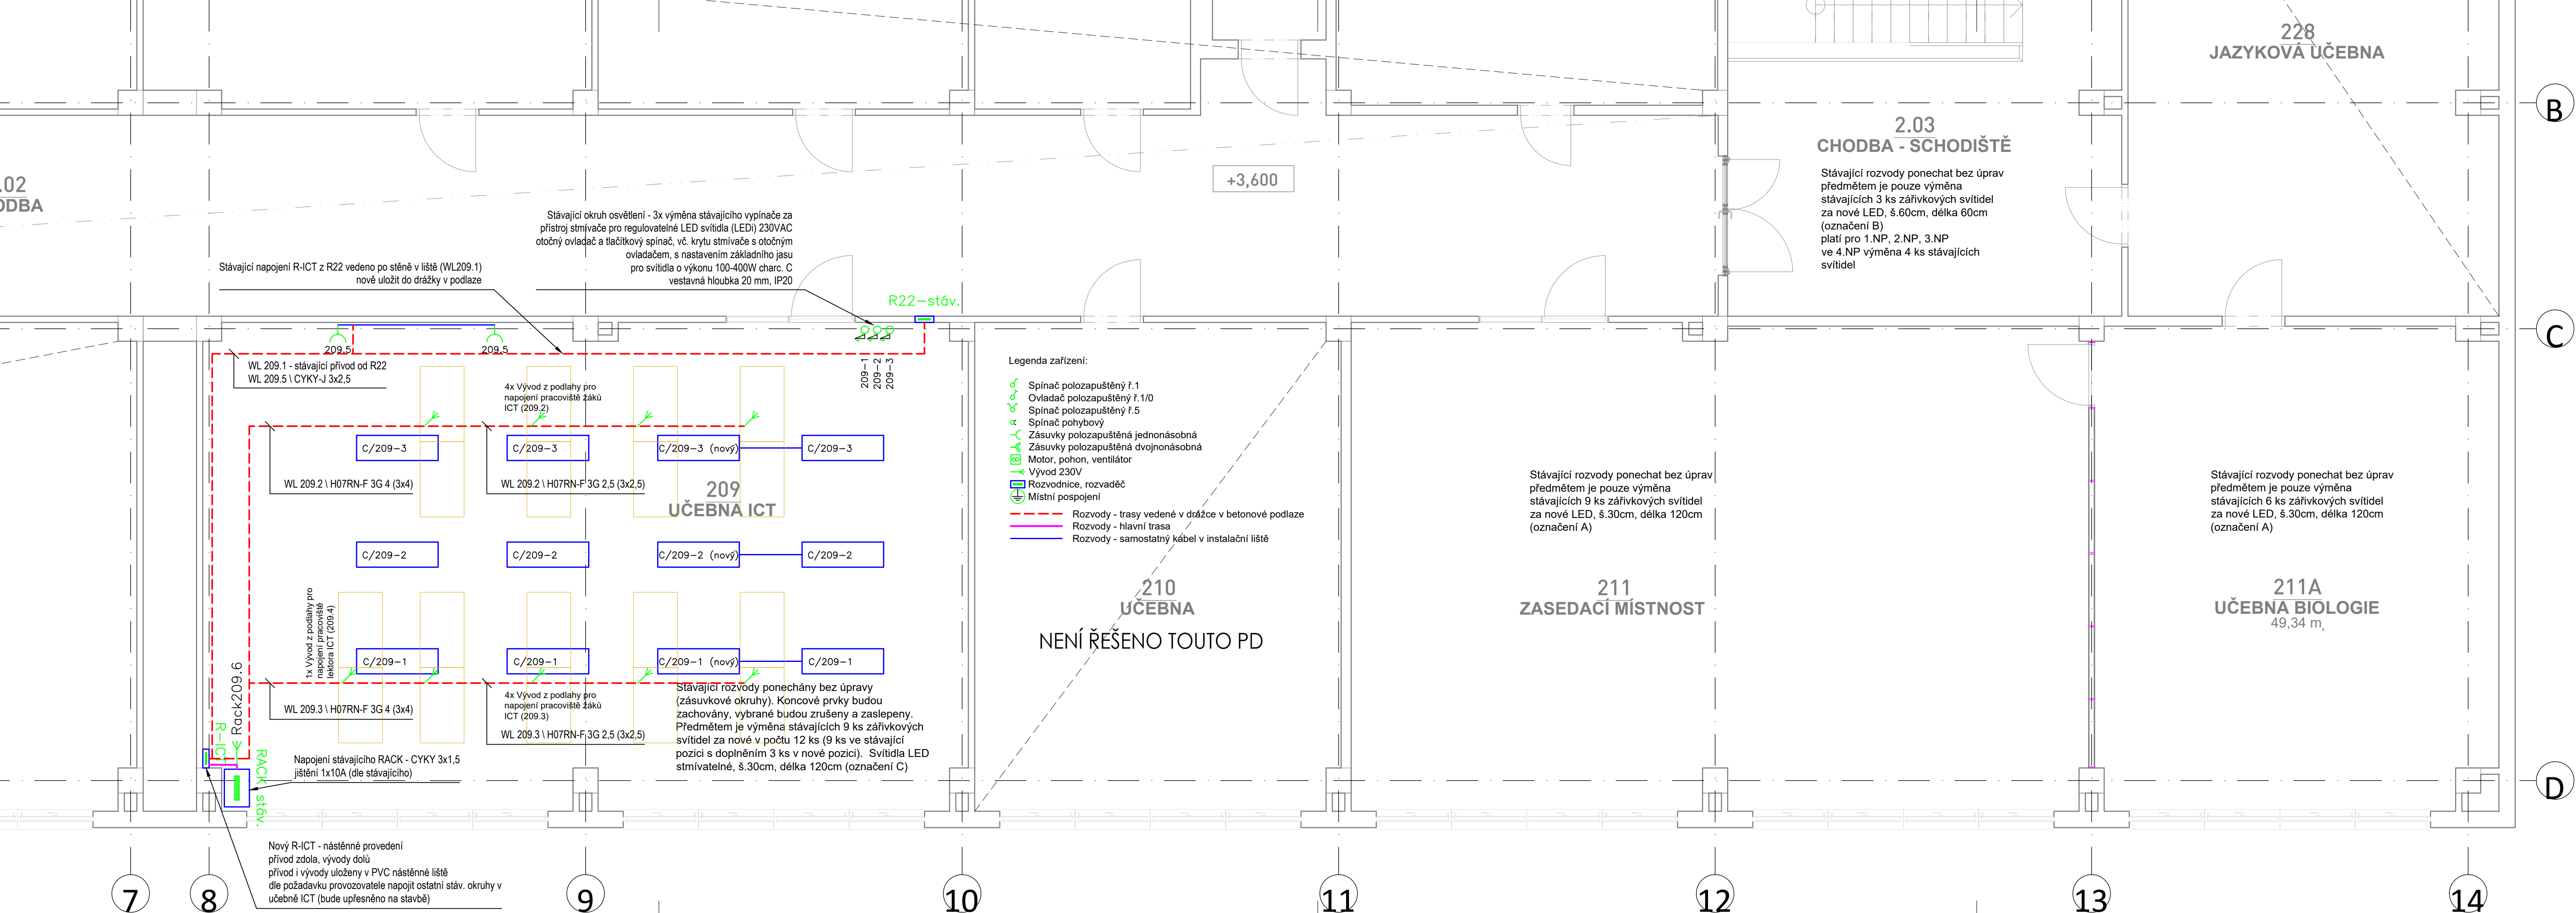 228
JAZYKOVÁ UČEBNA
B
2.03
CHODBA - SCHODIŠTĚ
Stávající rozvody ponechat bez úprav
předmětem je pouze výměna
stávajících 3 ks zářivkových svítidel
za nové LED, š.60cm, délka 60cm
(označení B)
platí pro 1.NP, 2.NP, 3.NP
ve 4.NP výměna 4 ks stávajících
svítidel
+3,600
.02
ODBA
Stávající okruh osvětlení - 3x výměna stávajícího vypínače za
přístroj stmívače pro regulovatelné LED svítidla (LEDi) 230VAC
otočný ovladač a tlačítkový spínač, vč. krytu stmívače s otočným
ovladačem, s nastavením základního jasu
pro svítidla o výkonu 100-400W charc. C
vestavná hloubka 20 mm, IP20
Stávající napojení R-ICT z R22 vedeno po stěně v liště (WL209.1)
nově uložit do drážky v podlaze
R22-stáv.
C
209.5
209.5
209-1
209-2
209-3
WL 209.1 - stávající přívod od R22
WL 209.5 \ CYKY-J 3x2,5
4x Vývod z podlahy pro
napojení pracoviště žáků
ICT (209.2)
C/209-3
C/209-3
C/209-3 (nový)
C/209-3
WL 209.2 \ H07RN-F 3G 4 (3x4)
WL 209.2 \ H07RN-F 3G 2,5 (3x2,5)
209
UČEBNA ICT
C/209-2
C/209-2
C/209-2 (nový)
C/209-2
1x Vývod z podlahy pro
napojení pracoviště
lektora ICT (209.4)
C/209-1
C/209-1
C/209-1 (nový)
C/209-1
WL 209.3 \ H07RN-F 3G 4 (3x4)
4x Vývod z podlahy pro
napojení pracoviště žáků
ICT (209.3)
WL 209.3 \ H07RN-F 3G 2,5 (3x2,5)
Stávající rozvody ponechány bez úpravy
(zásuvkové okruhy). Koncové prvky budou
zachovány, vybrané budou zrušeny a zaslepeny.
Předmětem je výměna stávajících 9 ks zářivkových
svítidel za nové v počtu 12 ks (9 ks ve stávající
pozici s doplněním 3 ks v nové pozici).  Svítidla LED
stmívatelné, š.30cm, délka 120cm (označení C)
Rack209.6
R-ICT
RACK stáv.
Napojení stávajícího RACK - CYKY 3x1,5
jištění 1x10A (dle stávajícího)
Nový R-ICT - nástěnné provedení
přívod zdola, vývody dolů
přívod i vývody uloženy v PVC nástěnné liště
dle požadavku provozovatele napojit ostatní stáv. okruhy v
učebně ICT (bude upřesněno na stavbě)
Legenda zařízení:
Spínač polozapuštěný ř.1
Ovladač polozapuštěný ř.1/0
Spínač polozapuštěný ř.5
Spínač pohybový
Zásuvky polozapuštěná jednonásobná
Zásuvky polozapuštěná dvojnonásobná
Motor, pohon, ventilátor
Vývod 230V
Rozvodnice, rozvaděč
Místní pospojení
Rozvody - trasy vedené v drážce v betonové podlaze
Rozvody - hlavní trasa
Rozvody - samostatný kabel v instalační liště
210
UČEBNA
NENÍ ŘEŠENO TOUTO PD
Stávající rozvody ponechat bez úprav
předmětem je pouze výměna
stávajících 9 ks zářivkových svítidel
za nové LED, š.30cm, délka 120cm
(označení A)
211
ZASEDACÍ MÍSTNOST
Stávající rozvody ponechat bez úprav
předmětem je pouze výměna
stávajících 6 ks zářivkových svítidel
za nové LED, š.30cm, délka 120cm
(označení A)
211A
UČEBNA BIOLOGIE
49,34 m
D
7
8
9
10
11
12
13
14